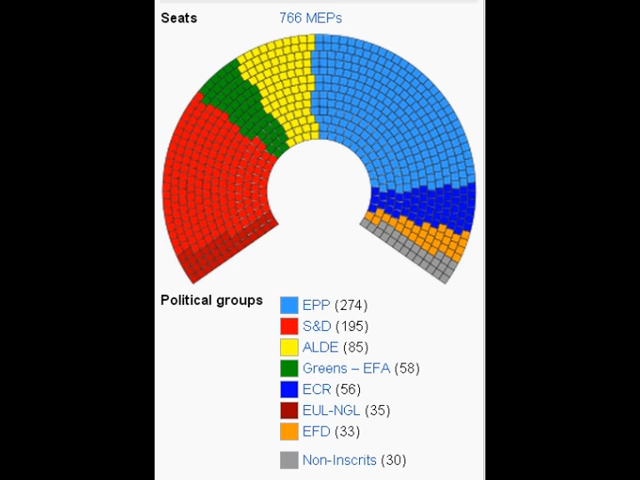 Seats 766 MEPs
Political groups
EPP (274)
S&D (195)
ALDE (85)
Greens – EFA (58)
ECR (56)
EUL-NGL (35)
EFD (33)
Non-Inscrits (30)